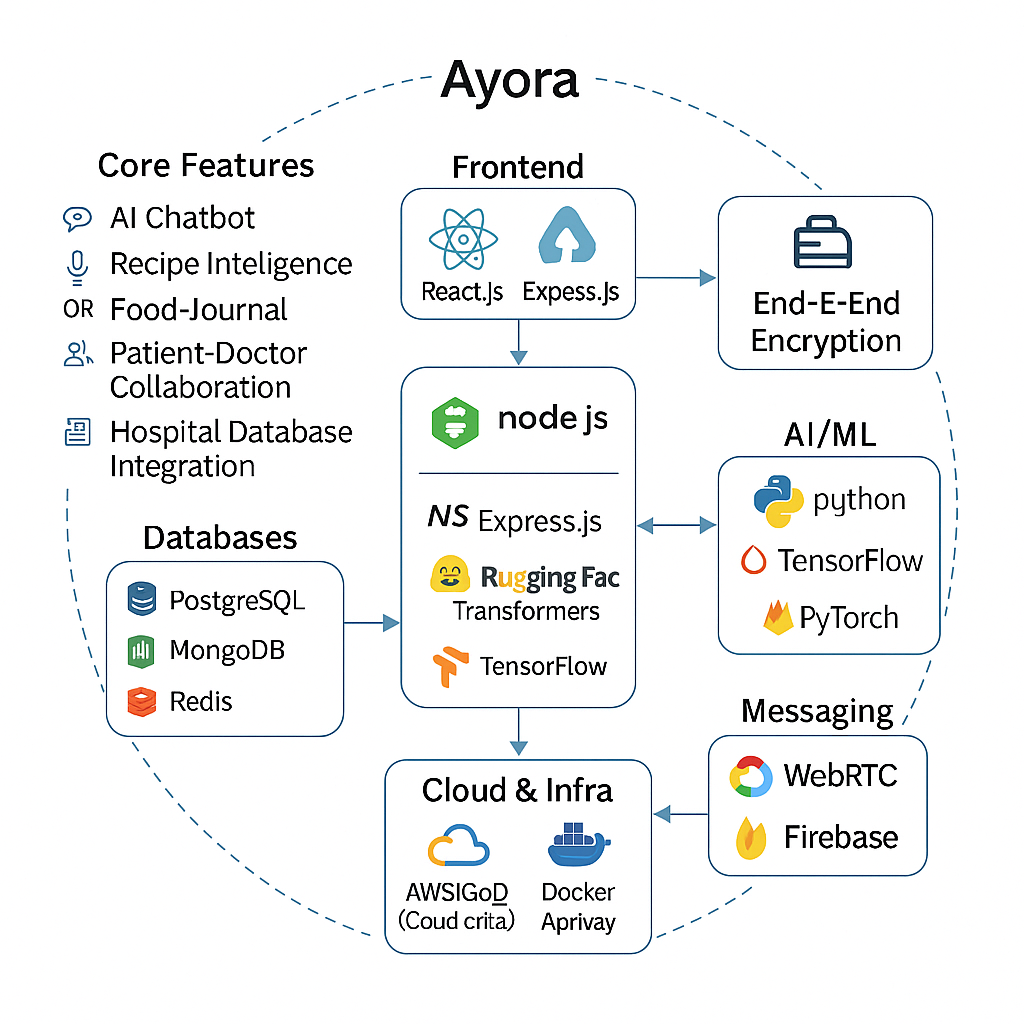 Ayora
Core Features
AI Chatbot
Recipe Inteligence
OR Food-Journal
Patient-Doctor
Collaboration
Hospital Database
Integration
Frontend
React.js Expess.js
End-E-End
Encryption
node js
NS Express.js
Rugging Fac
Transformers
TensorFlow
AI/ML
python
TensorFlow
PyTorch
Databases
PostgreSQL
MongoDB
Redis
Messaging
WebRTC
Firebase
Cloud & Infra
AWSIGoD
(Coud crita)
Docker
Aprivay